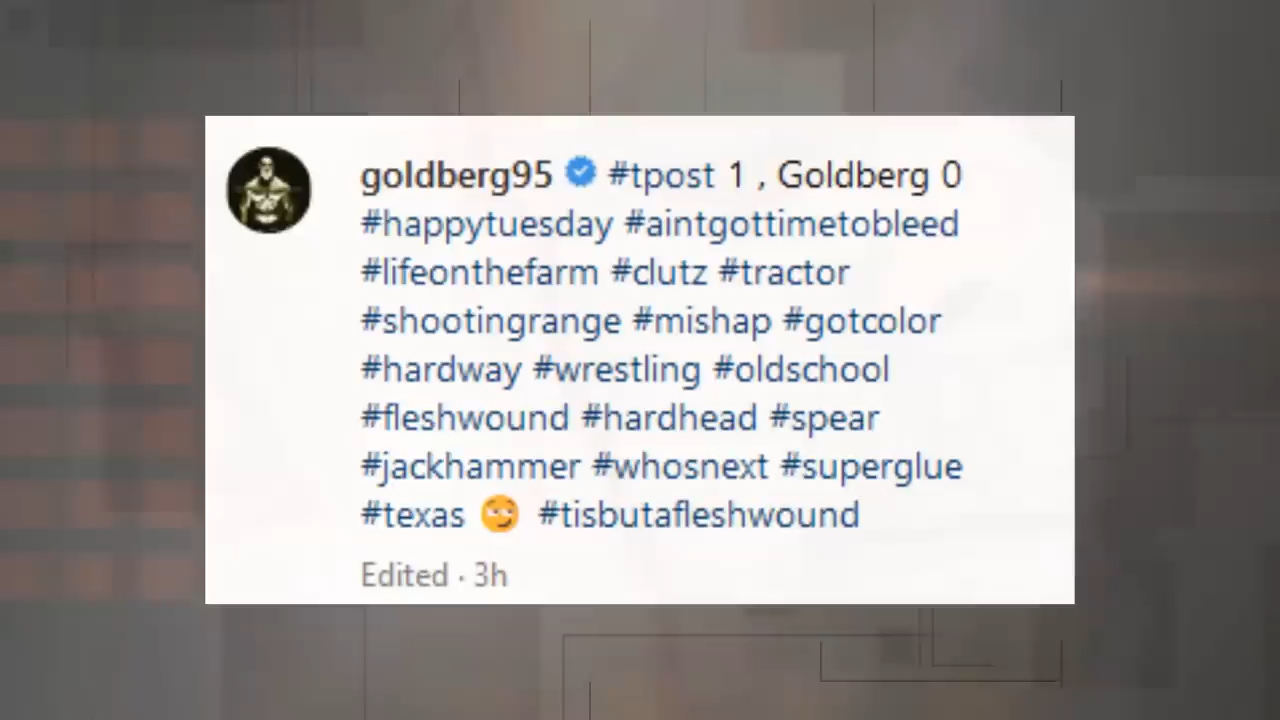 goldberg95 #tpost 1 , Goldberg 0
#happytuesday #aintgottimetobleed
#lifeonthefarm #clutz #tractor
#shootingrange #mishap #gotcolor
#hardway #wrestling #oldschool
#fleshwound #hardhead #spear
#jackhammer #whosnext #superglue
#texas 😏 #tisbutafleshwound
Edited · 3h